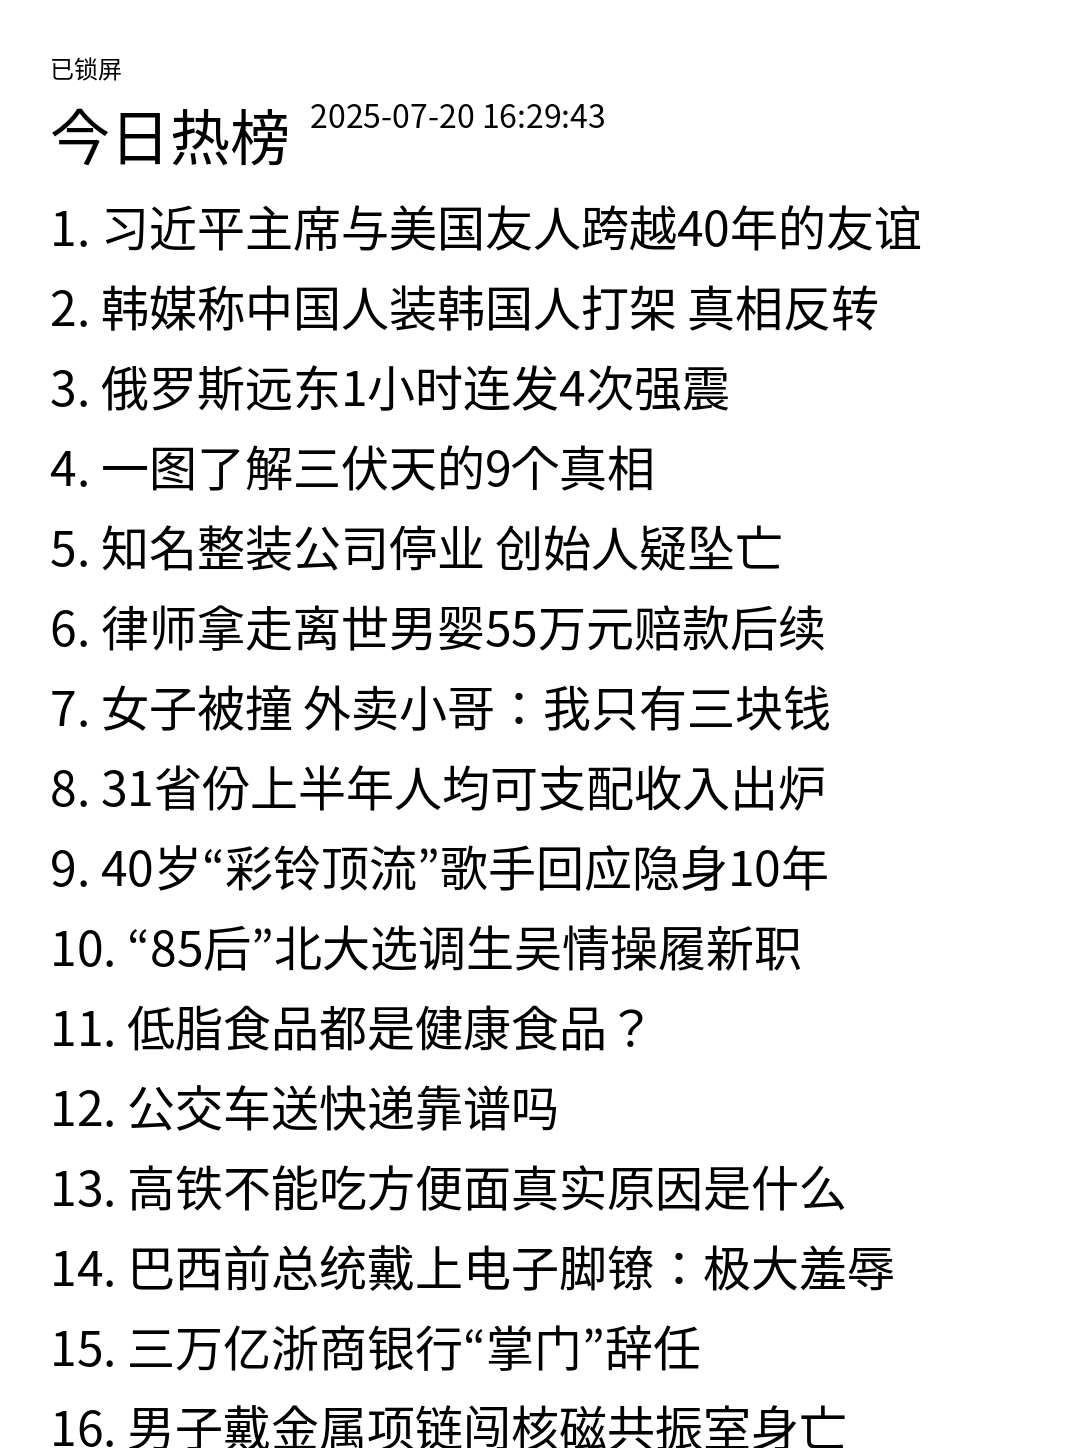 已锁屏
今日热榜 2025-07-20 16:29:43
1. 习近平主席与美国友人跨越40年的友谊
2. 韩媒称中国人装韩国人打架 真相反转
3. 俄罗斯远东1小时连发4次强震
4. 一图了解三伏天的9个真相
5. 知名整装公司停业 创始人疑坠亡
6. 律师拿走离世男婴55万元赔款后续
7. 女子被撞 外卖小哥：我只有三块钱
8. 31省份上半年人均可支配收入出炉
9. 40岁“彩铃顶流”歌手回应隐身10年
10. “85后”北大选调生吴情操履新职
11. 低脂食品都是健康食品？
12. 公交车送快递靠谱吗
13. 高铁不能吃方便面真实原因是什么
14. 巴西前总统戴上电子脚镣：极大羞辱
15. 三万亿浙商银行“掌门”辞任
16. 男子戴金属项链闯核磁共振室身亡